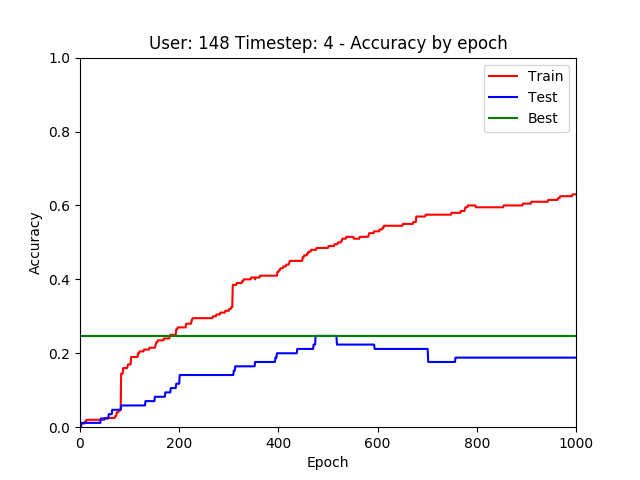 User: 148 Timestep: 4 - Accuracy by epoch
1.0
0.8
0.6
0.4
0.2
0.0
Accuracy
Train
Test
Best
0 200 400 600 800 1000
Epoch